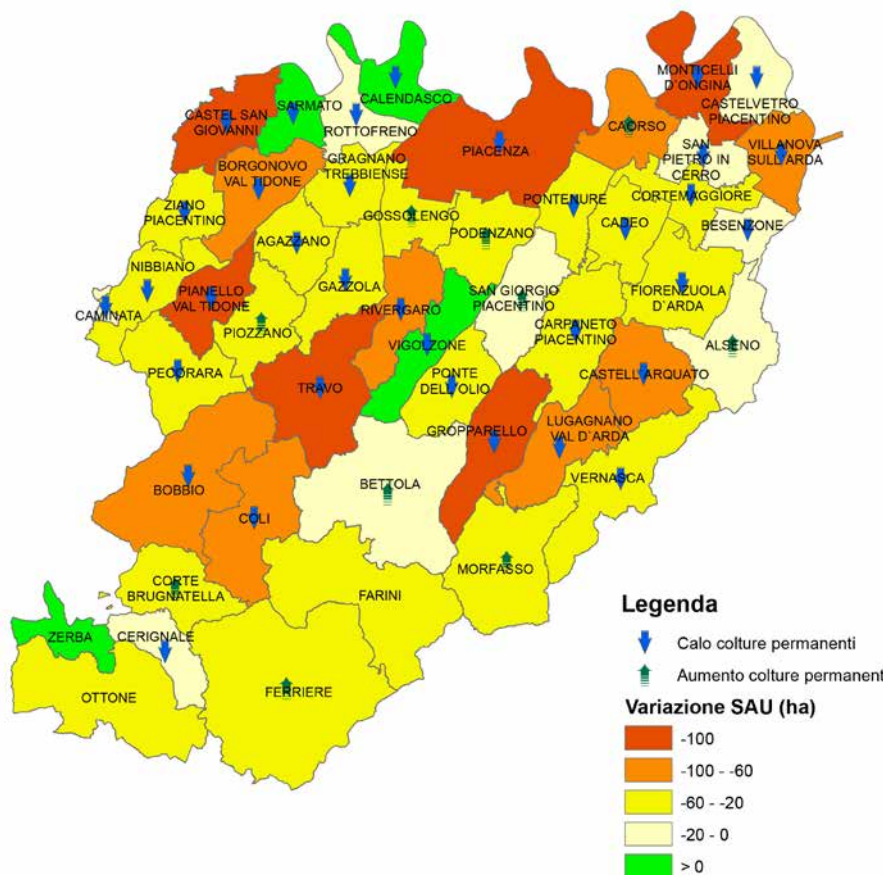 MONTICELLI
D'ONGINA
CALENDASCO
CASTEL SAN
GIOVANNI
SARMATO
ROTTOFRENO
CASTELVETRO
PIACENTINO
CAORSO
PIACENZA
SAN
PIETRO IN
CERRO
VILLANOVA
SULL'ARDA
BORGONOVO
VAL TIDONE
GRAGNANO
TREBBIENSE
ZIANO
PIACENTINO
GOSSOLENGO
PONTENURE
CORTEMAGGIORE
PODENZANO
CADEO
BESENZONE
AGAZZANO
NIBBIANO
GAZZOLA
SAN GIORGIO
PIACENTINO
FIORENZUOLA
D`ARDA
PIANELLO
VAL TIDONE
CAMINATA
RIVERGARO
PIOZZANO
CARPANETO
PIACENTINO
VIGOLZONE
ALSENO
PECORARA
PONTE
DELL'OLIO
CASTELL'ARQUATO
TRAVO
GROPPARELLO
LUGAGNANO
VAL D`ARDA
BETTOLA
VERNASCA
BOBBIO
COLI
MORFASSO
CORTE
BRUGNATELLA
FARINI
ZERBA
CERIGNALE
OTTONE
FERRIERE
Legenda
Calo colture permanenti
Aumento colture permanent
Variazione SAU (ha)
-100
-100 - -60
-60 - -20
-20 - 0
> 0